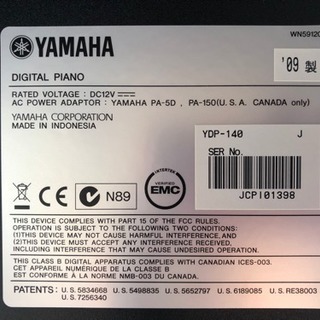 WN59120
YAMAHA
'09 製
DIGITAL PIANO
RATED VOLTAGE : DC12V
AC POWER ADAPTOR : YAMAHA PA-5D , PA-150(U.S.A. CANADA only)
YAMAHA CORPORATION
MADE IN INDONESIA
YDP-140 J
SER No.
JCPI01398
CE
N89
INTERTEK
VERIFIED
EMC
THIS DEVICE COMPLIES WITH PART 15 OF THE FCC RULES.
OPERATION IS SUBJECT TO THE FOLLOWING TWO CONDITIONS:
(1)THIS DEVICE MAY NOT CAUSE HARMFUL INTERFERENCE, AND
(2)THIS DEVICE MUST ACCEPT ANY INTERFERENCE RECEIVED,
INCLUDING INTERFERENCE THAT MAY CAUSE UNDESIRED OPERATION.
THIS CLASS B DIGITAL APPARATUS COMPLIES WITH CANADIAN ICES-003.
CET APPAREIL NUMERIQUE DE LA CLASSE B
EST CONFORME A LA NORME NMB-003 DU CANADA.
PATENTS: U.S.5834668 U.S.5498835 U.S.5652797 U.S.6189085 U.S.RE38003
U.S.7256340